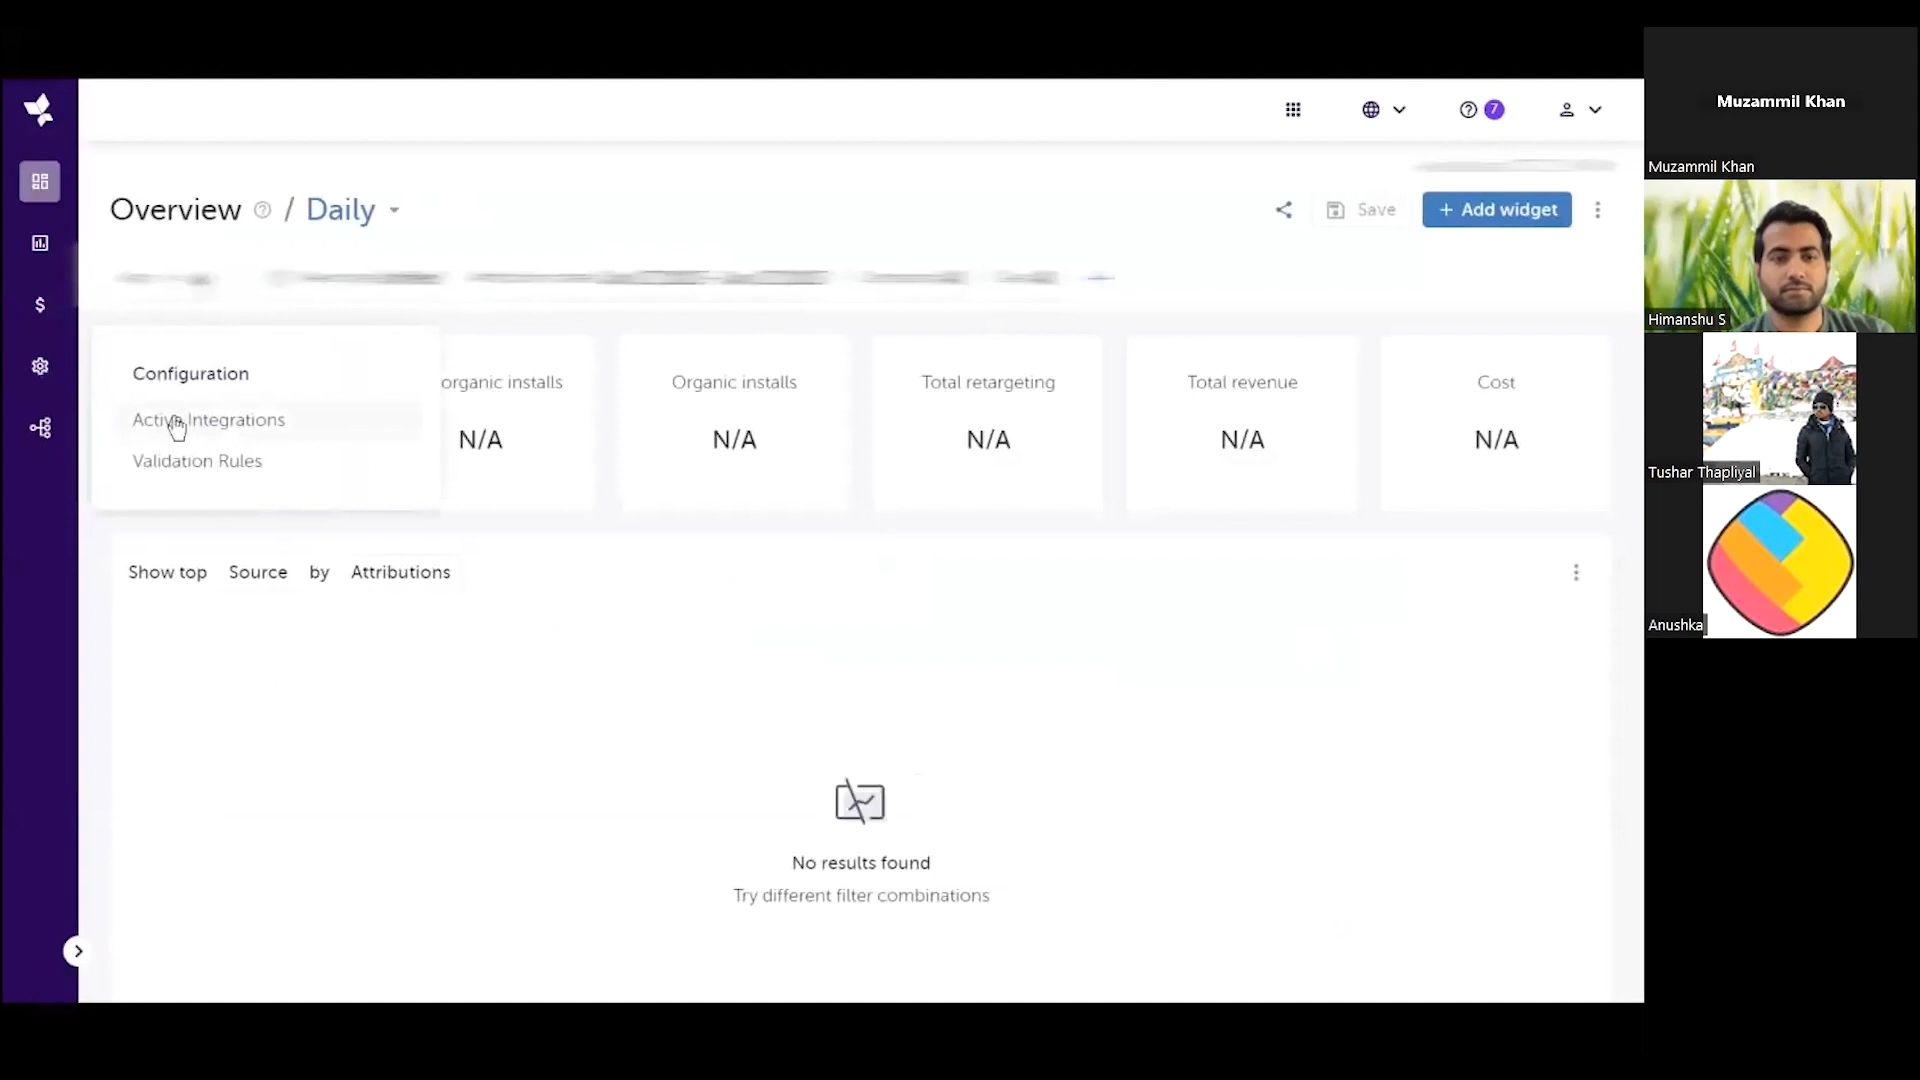 7
Overview / Daily
Save
+ Add widget
Configuration
Active Integrations
Validation Rules
organic installs
N/A
Organic installs
N/A
Total retargeting
N/A
Total revenue
N/A
Cost
N/A
Show top Source by Attributions
No results found
Try different filter combinations
Muzammil Khan
Muzammil Khan
Himanshu S
Tushar Thapliyal
Anushka